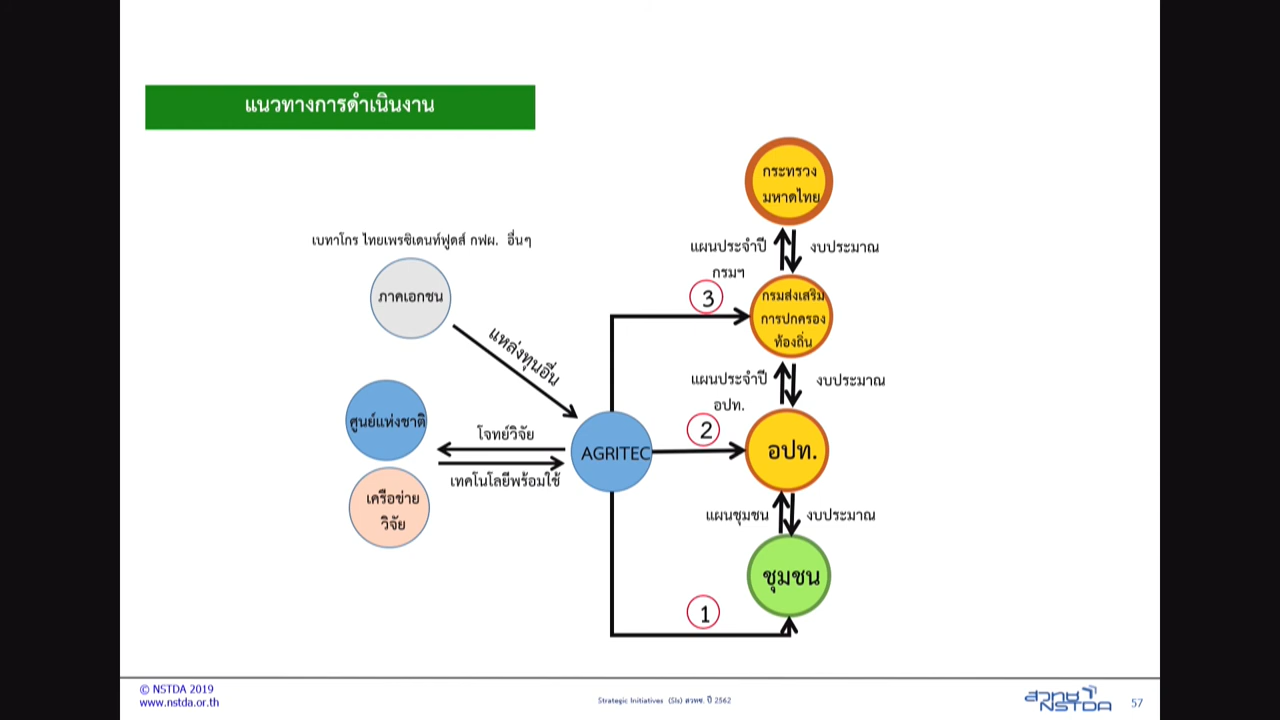 แนวทางการดำเนินงาน
กระทรวง
มหาดไทย
แผนประจำปี
กรมฯ
งบประมาณ
เบทาโกร ไทยเพรซิเดนท์ฟูดส์ กฟผ. อื่นๆ
ภาคเอกชน
แหล่งทุนอื่น
3
กรมส่งเสริม
การปกครอง
ท้องถิ่น
แผนประจำปี
อปท.
งบประมาณ
ศูนย์แห่งชาติ
โจทย์วิจัย
เทคโนโลยีพร้อมใช้
AGRITEC
2
อปท.
เครือข่าย
วิจัย
แผนชุมชน
งบประมาณ
ชุมชน
1
© NSTDA 2019
www.nstda.or.th
Strategic Initiatives (SIs) สวทช. ปี 2562
สวทช
NSTDA
57